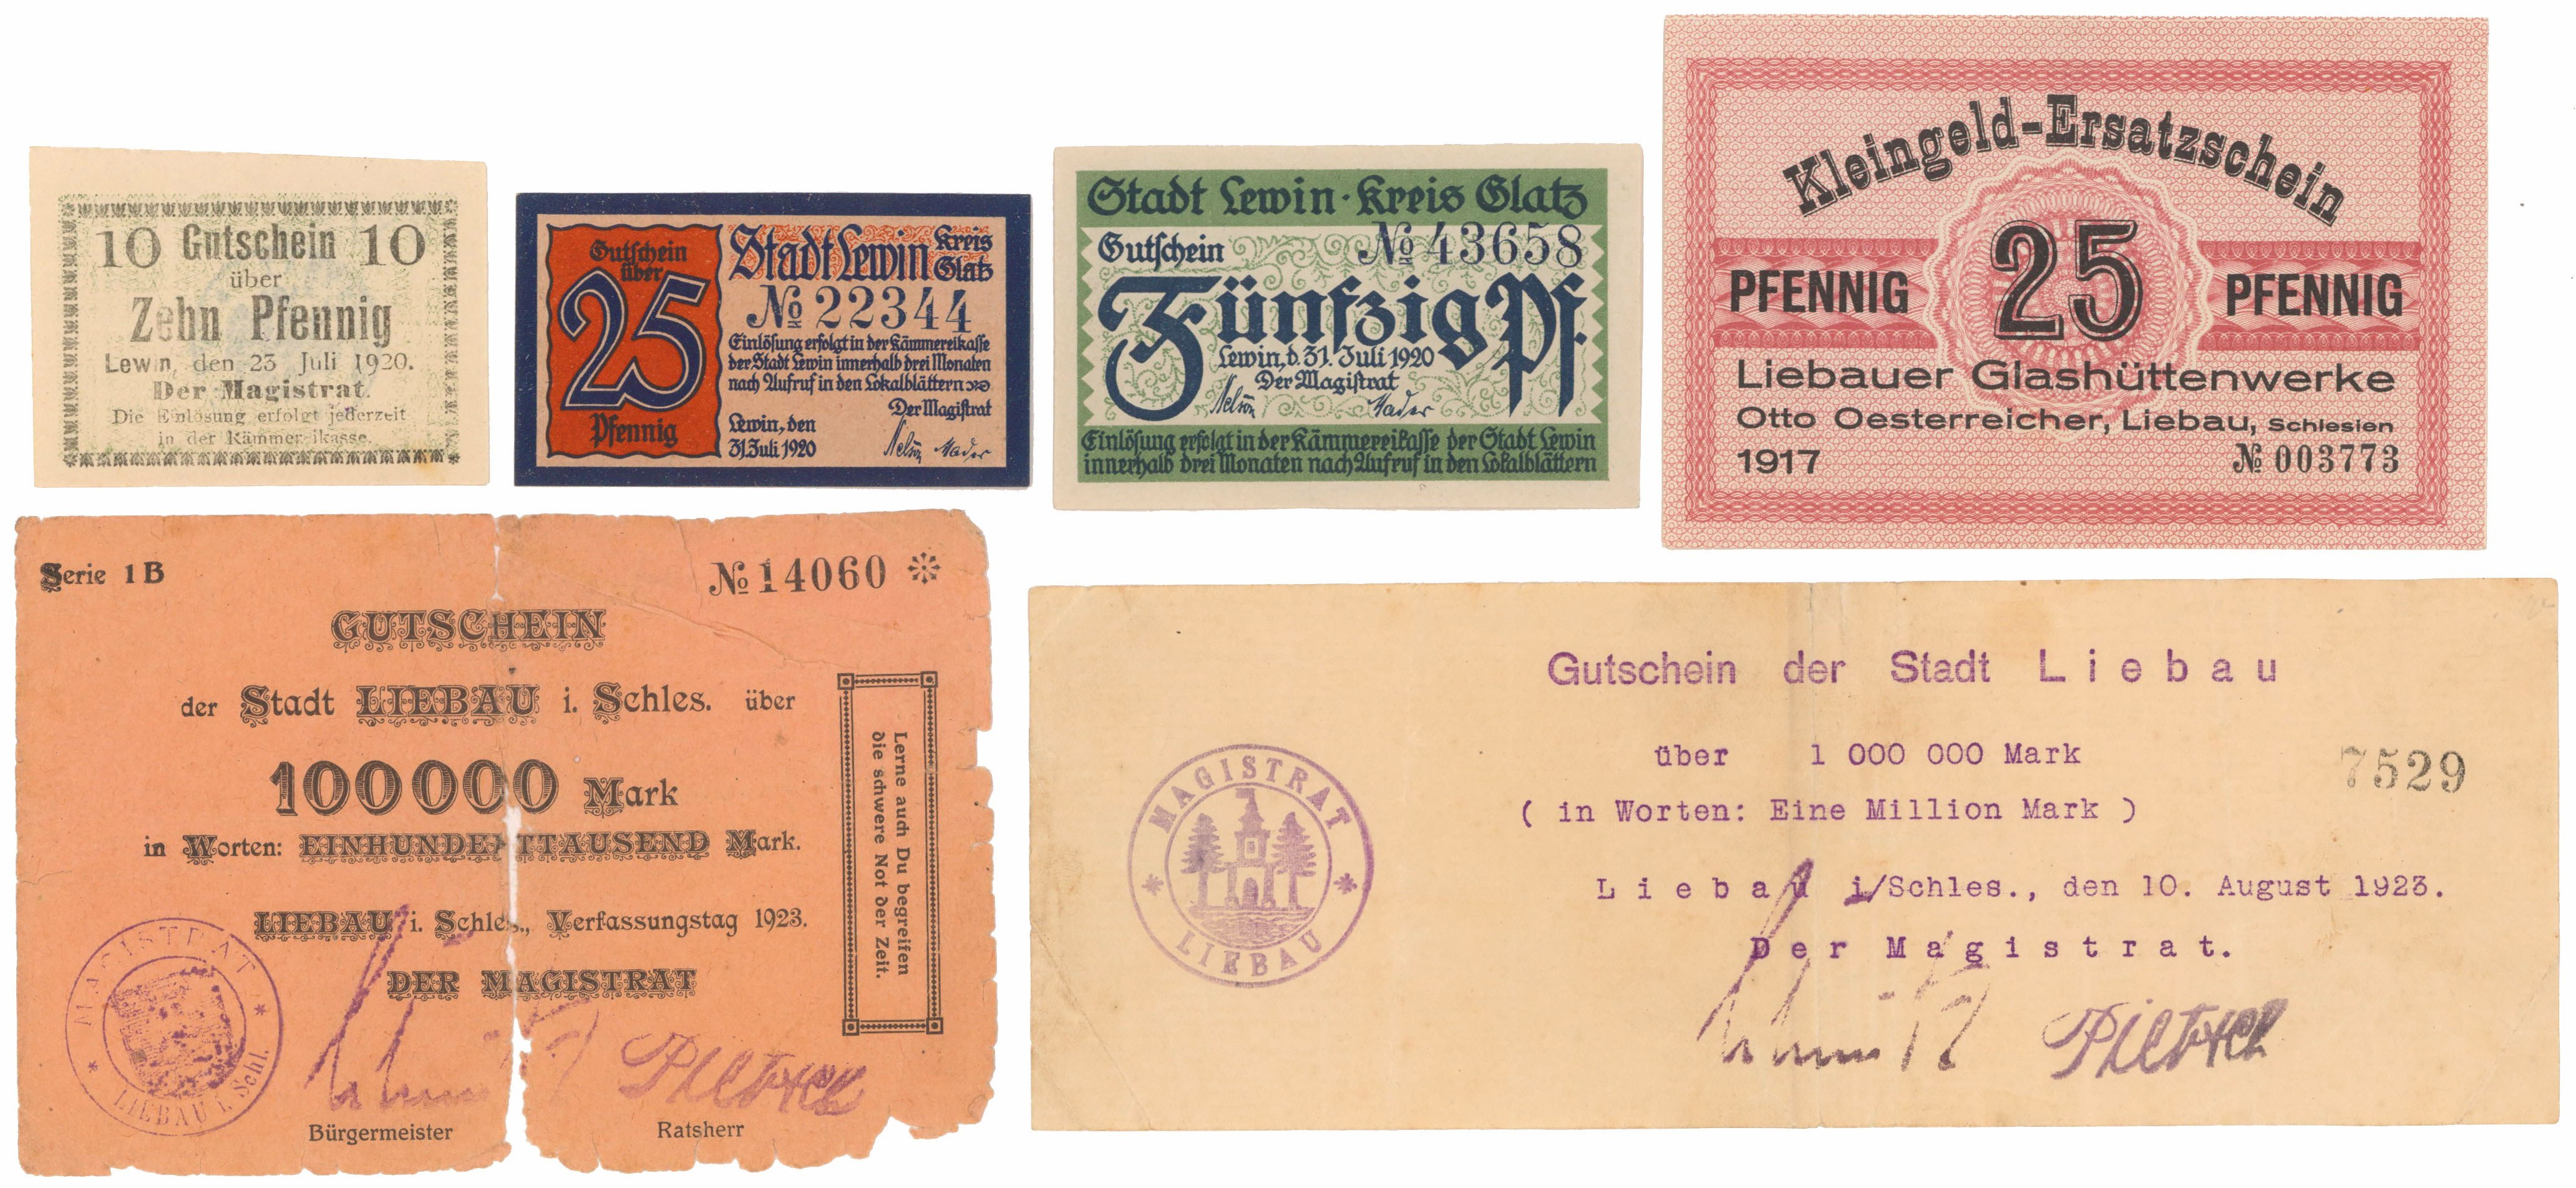 10 Gutschein 10
über
Zehn Pfennig
Lewin, den 23 Juli 1920.
Der Magistrat.
Die Einlösung erfolgt jederzeit
in der Kämmereikasse.
Gutschein
über
25
Pfennig
Stadt Lewin Kreis Glatz
№ 22344
Einlösung erfolgt in der Kämmereikasse
der Stadt Lewin innerhalb drei Monaten
nach Aufruf in den Lokalblättern
Der Magistrat
Lewin, den
31. Juli 1920
Stadt Lewin · Kreis Glatz
Gutschein № 43658
Fünfzig Pf.
Lewin, d. 31. Juli 1920
Der Magistrat
Einlösung erfolgt in der Kämmereikasse der Stadt Lewin
innerhalb drei Monaten nach Aufruf in den Lokalblättern
Kleingeld-Ersatzschein
PFENNIG 25 PFENNIG
Liebauer Glashüttenwerke
Otto Oesterreicher, Liebau, Schlesien
1917 № 003773
Serie 1B № 14060
GUTSCHEIN
der Stadt LIEBAU i. Schles. über
100000 Mark
in Worten: EINHUNDERTTAUSEND Mark.
LIEBAU i. Schles., Verfassungstag 1923.
DER MAGISTRAT
MAGISTRAT
* LIEBAU i. Schl. *
Bürgermeister Ratsherr
Lerne auch Du begreifen
die schwere Not der Zeit.
Gutschein der Stadt Liebau
über 1 000 000 Mark
7529
( in Worten: Eine Million Mark )
Liebau i/Schles., den 10. August 1923.
Der Magistrat.
MAGISTRAT
* LIEBAU *